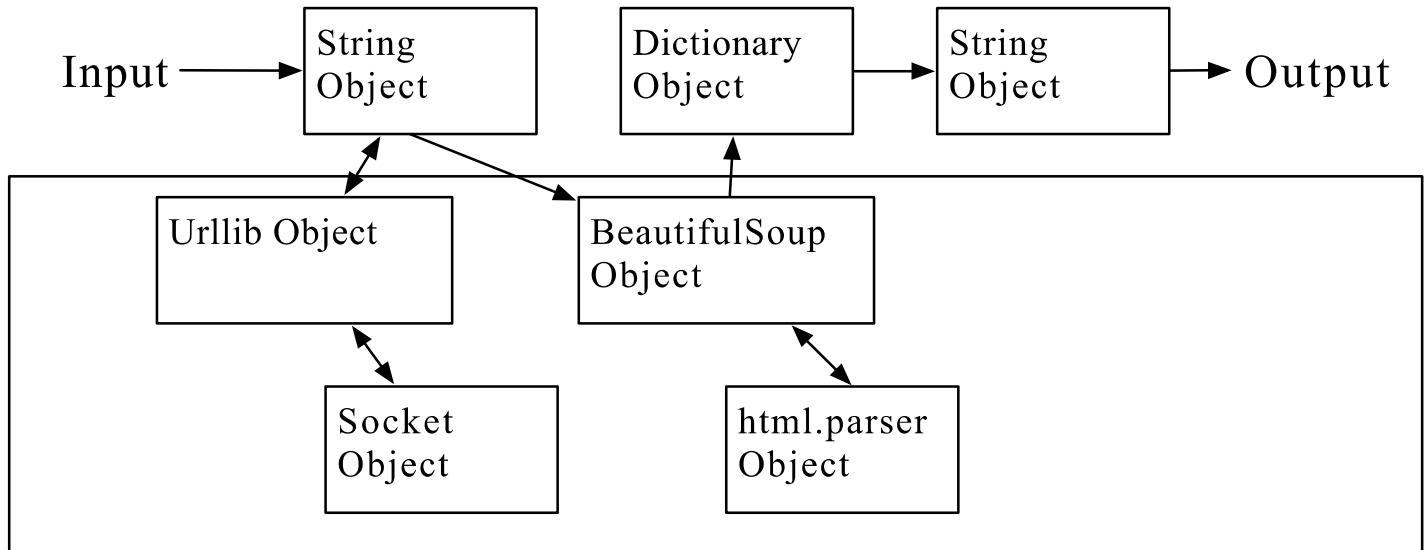 Input
String
Object
Dictionary
Object
String
Object
Output
Urllib Object
BeautifulSoup
Object
Socket
Object
html.parser
Object